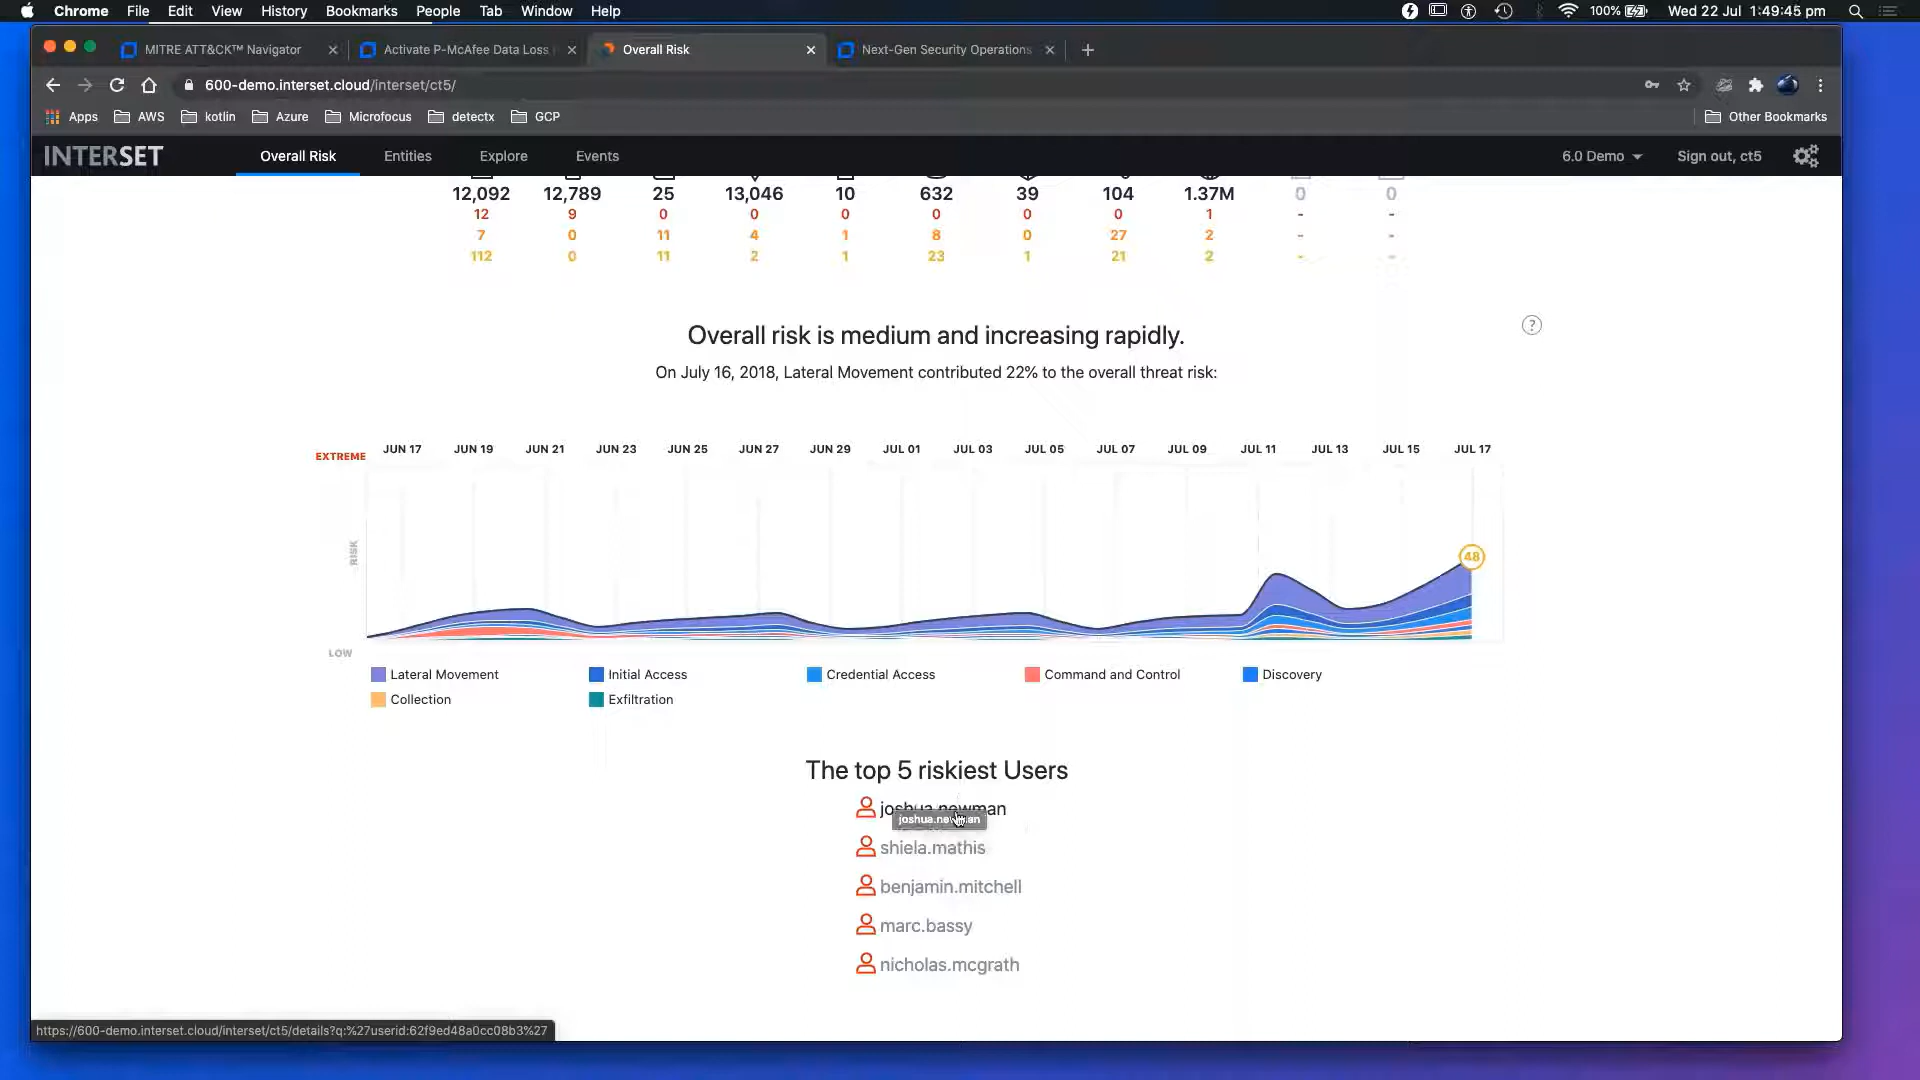 Chrome File Edit View History Bookmarks People Tab Window Help 100% Wed 22 Jul 1:49:45 pm
MITRE ATT&CK™ Navigator Activate P-McAfee Data Loss Overall Risk Next-Gen Security Operations
600-demo.interset.cloud/interset/ct5/
Apps AWS kotlin Azure Microfocus detectx GCP Other Bookmarks
INTERSET Overall Risk Entities Explore Events 6.0 Demo Sign out, ct5
12,092 12,789 25 13,046 10 632 39 104 1.37M 0 0
12 9 0 0 0 0 0 0 1 - -
7 0 11 4 1 8 0 27 2 - -
112 0 11 2 1 23 1 21 2 - -
Overall risk is medium and increasing rapidly.
?
On July 16, 2018, Lateral Movement contributed 22% to the overall threat risk:
JUN 17 JUN 19 JUN 21 JUN 23 JUN 25 JUN 27 JUN 29 JUL 01 JUL 03 JUL 05 JUL 07 JUL 09 JUL 11 JUL 13 JUL 15 JUL 17
EXTREME
RISK
48
LOW
Lateral Movement Initial Access Credential Access Command and Control Discovery
Collection Exfiltration
The top 5 riskiest Users
joshua.newman
joshua.newman
shiela.mathis
benjamin.mitchell
marc.bassy
nicholas.mcgrath
https://600-demo.interset.cloud/interset/ct5/details?q:%27userid:62f9ed48a0cc08b3%27